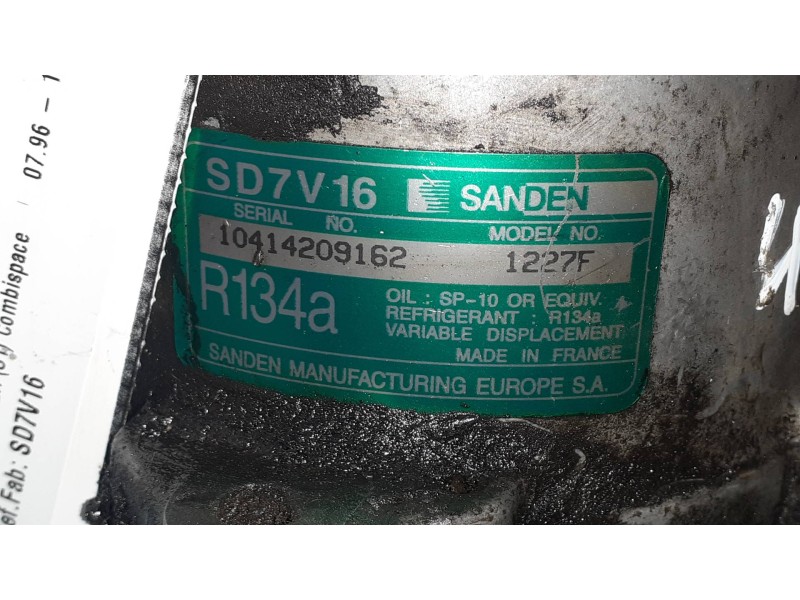 SD7V16 SANDEN
SERIAL NO. MODEL NO.
10414209162 1227F
R134a
OIL : SP-10 OR EQUIV.
REFRIGERANT : R134a
VARIABLE DISPLACEMENT
MADE IN FRANCE
SANDEN MANUFACTURING EUROPE S.A.
Combispace 07.96 - 1
ef.Fab: SD7V16